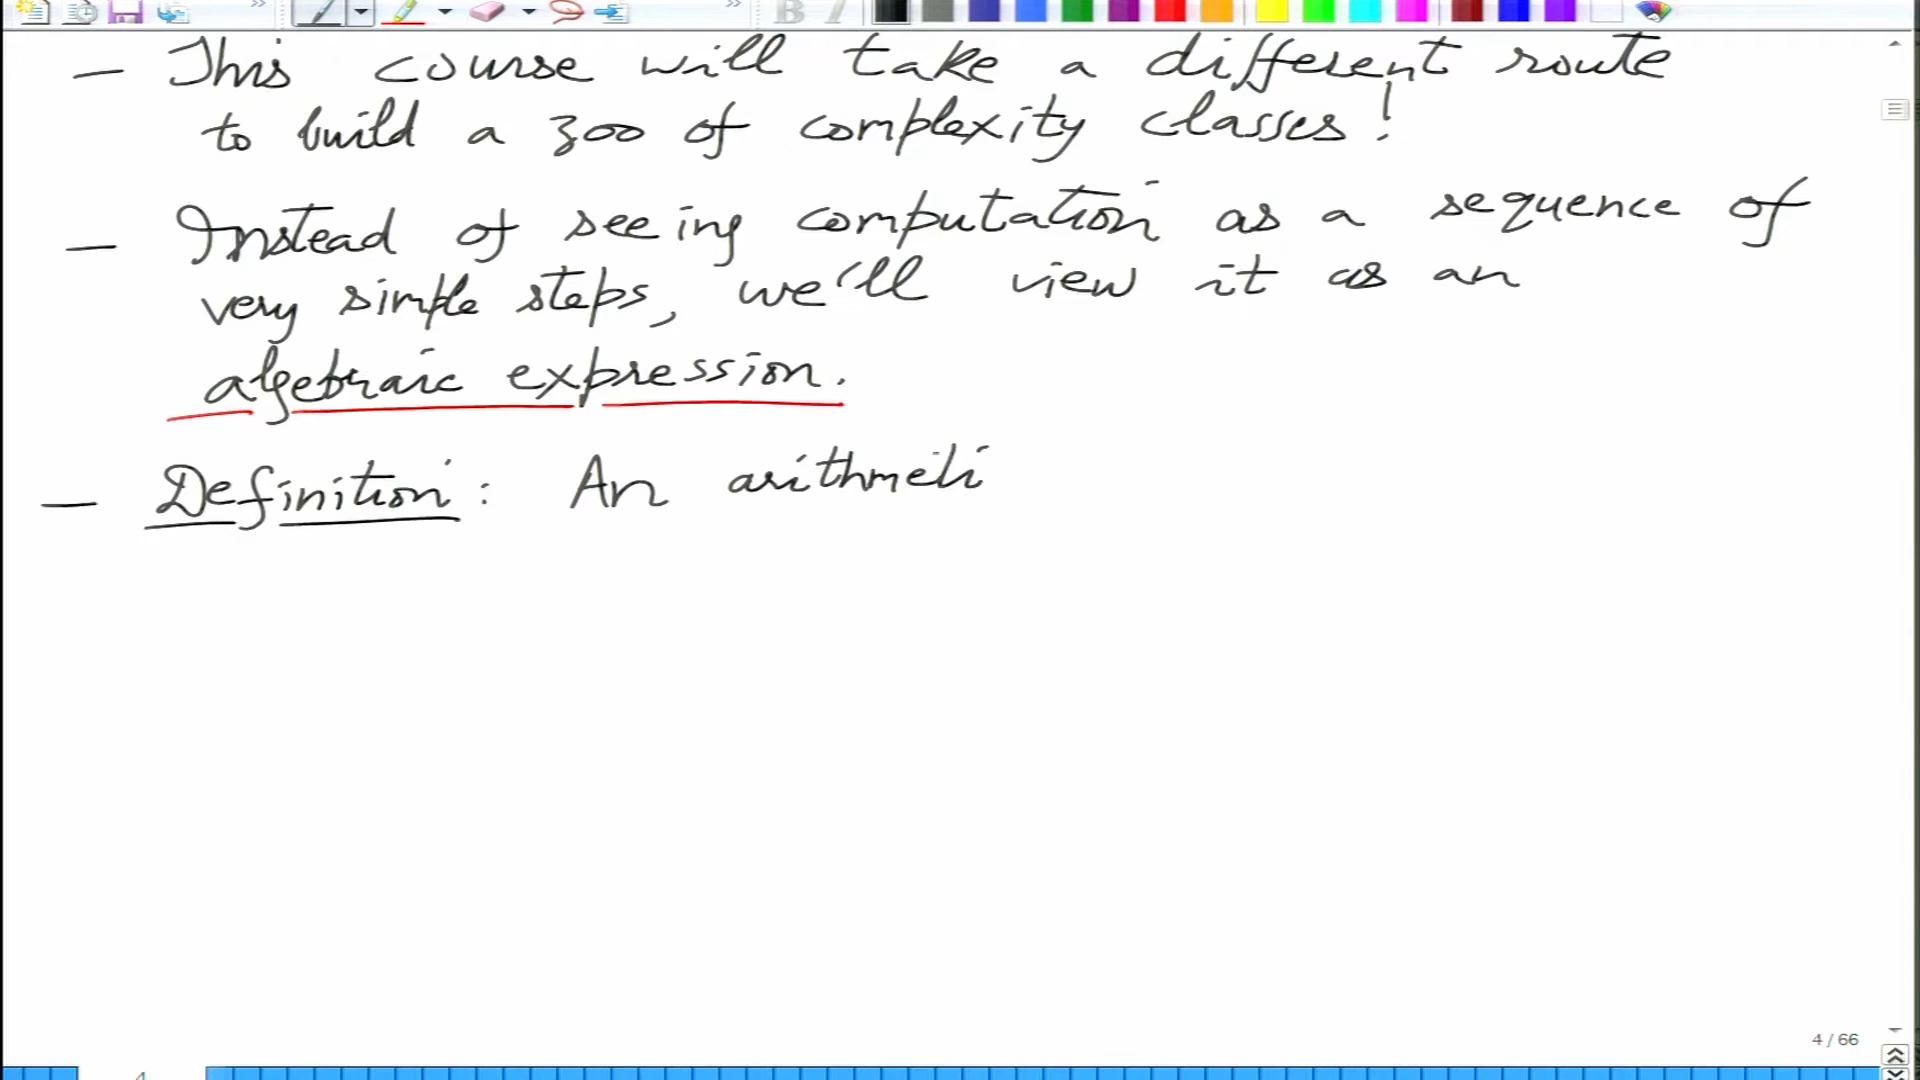 – This course will take a different route
to build a zoo of complexity classes!
– Instead of seeing computation as a sequence of
very simple steps, we'll view it as an
algebraic expression.
– Definition: An arithmeti
4 / 66
4